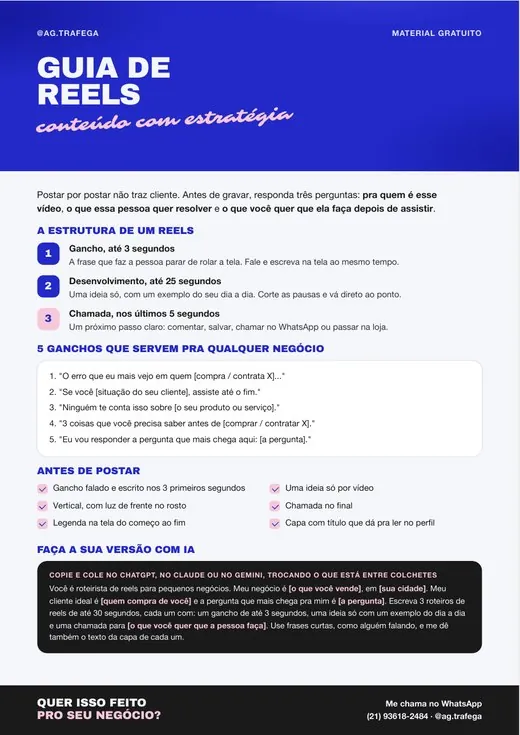 @AG.TRAFEGA
MATERIAL GRATUITO
GUIA DE
REELS
conteúdo com estratégia
Postar por postar não traz cliente. Antes de gravar, responda três perguntas: pra quem é esse
vídeo, o que essa pessoa quer resolver e o que você quer que ela faça depois de assistir.
A ESTRUTURA DE UM REELS
1
Gancho, até 3 segundos
A frase que faz a pessoa parar de rolar a tela. Fale e escreva na tela ao mesmo tempo.
2
Desenvolvimento, até 25 segundos
Uma ideia só, com um exemplo do seu dia a dia. Corte as pausas e vá direto ao ponto.
3
Chamada, nos últimos 5 segundos
Um próximo passo claro: comentar, salvar, chamar no WhatsApp ou passar na loja.
5 GANCHOS QUE SERVEM PRA QUALQUER NEGÓCIO
1. "O erro que eu mais vejo em quem [compra / contrata X]..."
2. "Se você [situação do seu cliente], assiste até o fim."
3. "Ninguém te conta isso sobre [o seu produto ou serviço]."
4. "3 coisas que você precisa saber antes de [comprar / contratar X]."
5. "Eu vou responder a pergunta que mais chega aqui: [a pergunta]."
ANTES DE POSTAR
Gancho falado e escrito nos 3 primeiros segundos
Uma ideia só por vídeo
Vertical, com luz de frente no rosto
Chamada no final
Legenda na tela do começo ao fim
Capa com título que dá pra ler no perfil
FAÇA A SUA VERSÃO COM IA
COPIE E COLE NO CHATGPT, NO CLAUDE OU NO GEMINI, TROCANDO O QUE ESTÁ ENTRE COLCHETES
Você é roteirista de reels para pequenos negócios. Meu negócio é [o que você vende], em [sua cidade]. Meu
cliente ideal é [quem compra de você] e a pergunta que mais chega pra mim é [a pergunta]. Escreva 3 roteiros de
reels de até 30 segundos, cada um com: um gancho de até 3 segundos, uma ideia só com exemplo do dia a dia
e uma chamada para [o que você quer que a pessoa faça]. Use frases curtas, como alguém falando, e me dê
também o texto da capa de cada um.
QUER ISSO FEITO
PRO SEU NEGÓCIO?
Me chama no WhatsApp
(21) 93618-2484 · @ag.trafega